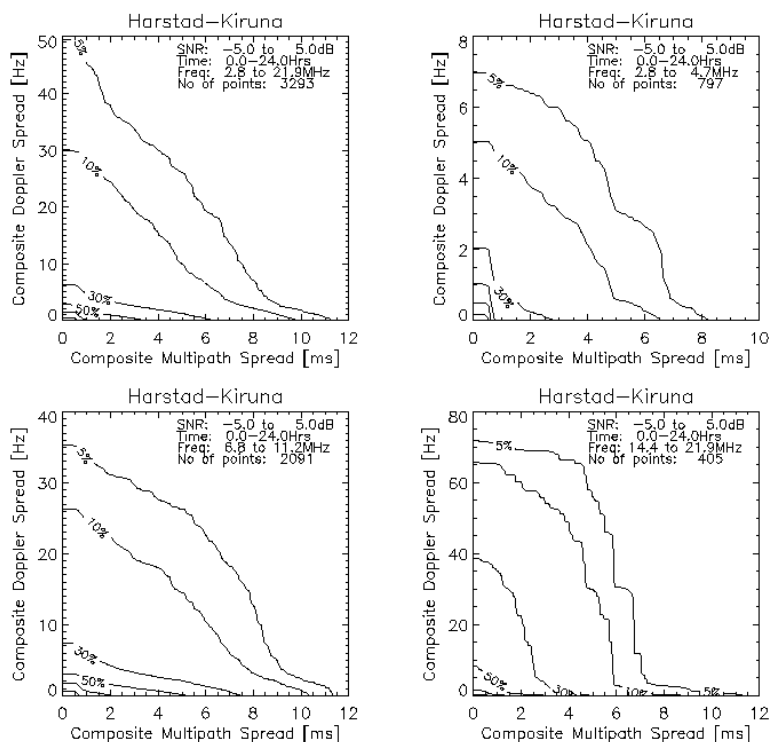 Harstad-Kiruna
SNR: -5.0 to 5.0dB
Time: 0.0-24.0Hrs
Freq: 2.8 to 21.9MHz
No of points: 3293
5%
10%
30%
50%
Composite Doppler Spread [Hz]
50
40
30
20
10
0
0 2 4 6 8 10 12
Composite Multipath Spread [ms]
Harstad-Kiruna
SNR: -5.0 to 5.0dB
Time: 0.0-24.0Hrs
Freq: 2.8 to 4.7MHz
No of points: 797
5%
10%
30%
Composite Doppler Spread [Hz]
8
6
4
2
0
0 2 4 6 8 10
Composite Multipath Spread [ms]
Harstad-Kiruna
SNR: -5.0 to 5.0dB
Time: 0.0-24.0Hrs
Freq: 6.8 to 11.2MHz
No of points: 2091
5%
10%
30%
50%
Composite Doppler Spread [Hz]
40
30
20
10
0
0 2 4 6 8 10 12
Composite Multipath Spread [ms]
Harstad-Kiruna
SNR: -5.0 to 5.0dB
Time: 0.0-24.0Hrs
Freq: 14.4 to 21.9MHz
No of points: 405
5%
50%
30%
10%
5%
Composite Doppler Spread [Hz]
80
60
40
20
0
0 2 4 6 8 10 12
Composite Multipath Spread [ms]